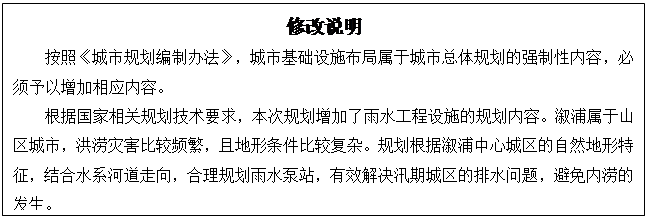 修改说明
按照《城市规划编制办法》，城市基础设施布局属于城市总体规划的强制性内容，必
须予以增加相应内容。
根据国家相关规划技术要求，本次规划增加了雨水工程设施的规划内容。溆浦属于山
区城市，洪涝灾害比较频繁，且地形条件比较复杂。规划根据溆浦中心城区的自然地形特
征，结合水系河道走向，合理规划雨水泵站，有效解决汛期城区的排水问题，避免内涝的
发生。